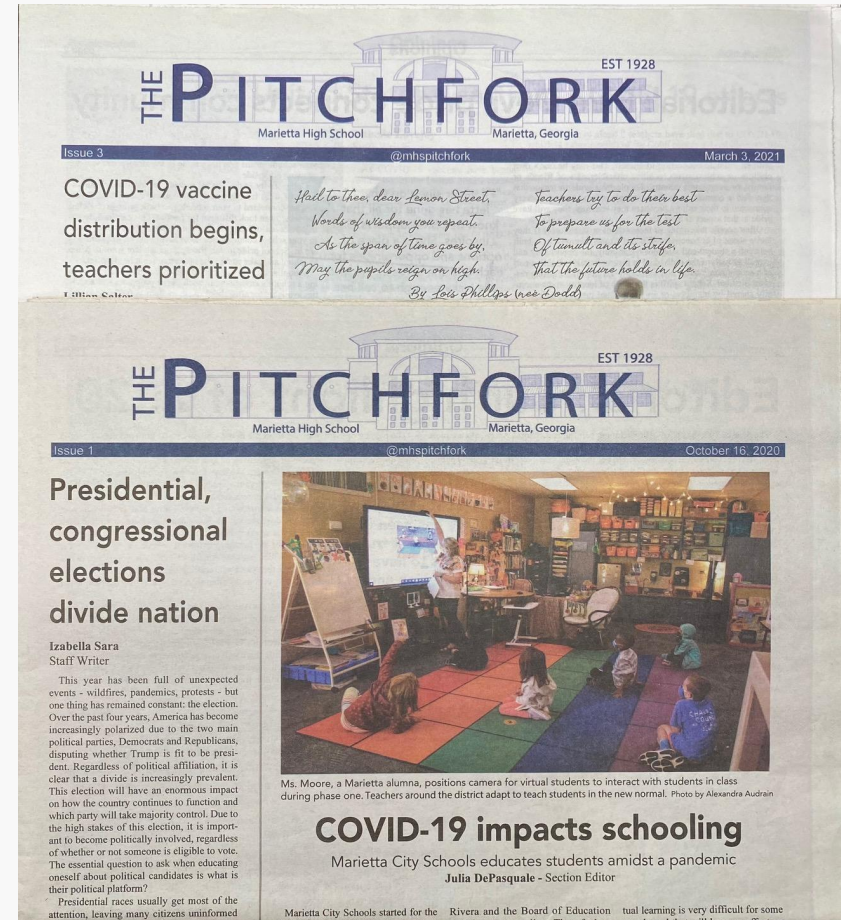 EST 1928
THE PITCHFORK
Marietta High School
Marietta, Georgia
Issue 3
@mhspitchfork
March 3, 2021
COVID-19 vaccine
distribution begins,
teachers prioritized
Lillian Salter
Hail to thee, dear Lemon Street,
Words of wisdom you repeat.
As the span of time goes by,
May the pupils reign on high.
Teachers try to do their best
To prepare us for the test
Of tumult and its strife,
That the future holds in life.
By Lois Phillips (neé Dodd)
EST 1928
THE PITCHFORK
Marietta High School
Marietta, Georgia
Issue 1
@mhspitchfork
October 16, 2020
Presidential,
congressional
elections
divide nation
Izabella Sara
Staff Writer
This year has been full of unexpected
events - wildfires, pandemics, protests - but
one thing has remained constant: the election.
Over the past four years, America has become
increasingly polarized due to the two main
political parties, Democrats and Republicans,
disputing whether Trump is fit to be presi-
dent. Regardless of political affiliation, it is
clear that a divide is increasingly prevalent.
This election will have an enormous impact
on how the country continues to function and
which party will take majority control. Due to
the high stakes of this election, it is import-
ant to become politically involved, regardless
of whether or not someone is eligible to vote.
The essential question to ask when educating
oneself about political candidates is what is
their political platform?
Presidential races usually get most of the
attention, leaving many citizens uninformed
Ms. Moore, a Marietta alumna, positions camera for virtual students to interact with students in class
during phase one. Teachers around the district adapt to teach students in the new normal. Photo by Alexandra Audrain
COVID-19 impacts schooling
Marietta City Schools educates students amidst a pandemic
Julia DePasquale - Section Editor
Marietta City Schools started for the
Rivera and the Board of Education
tual learning is very difficult for some